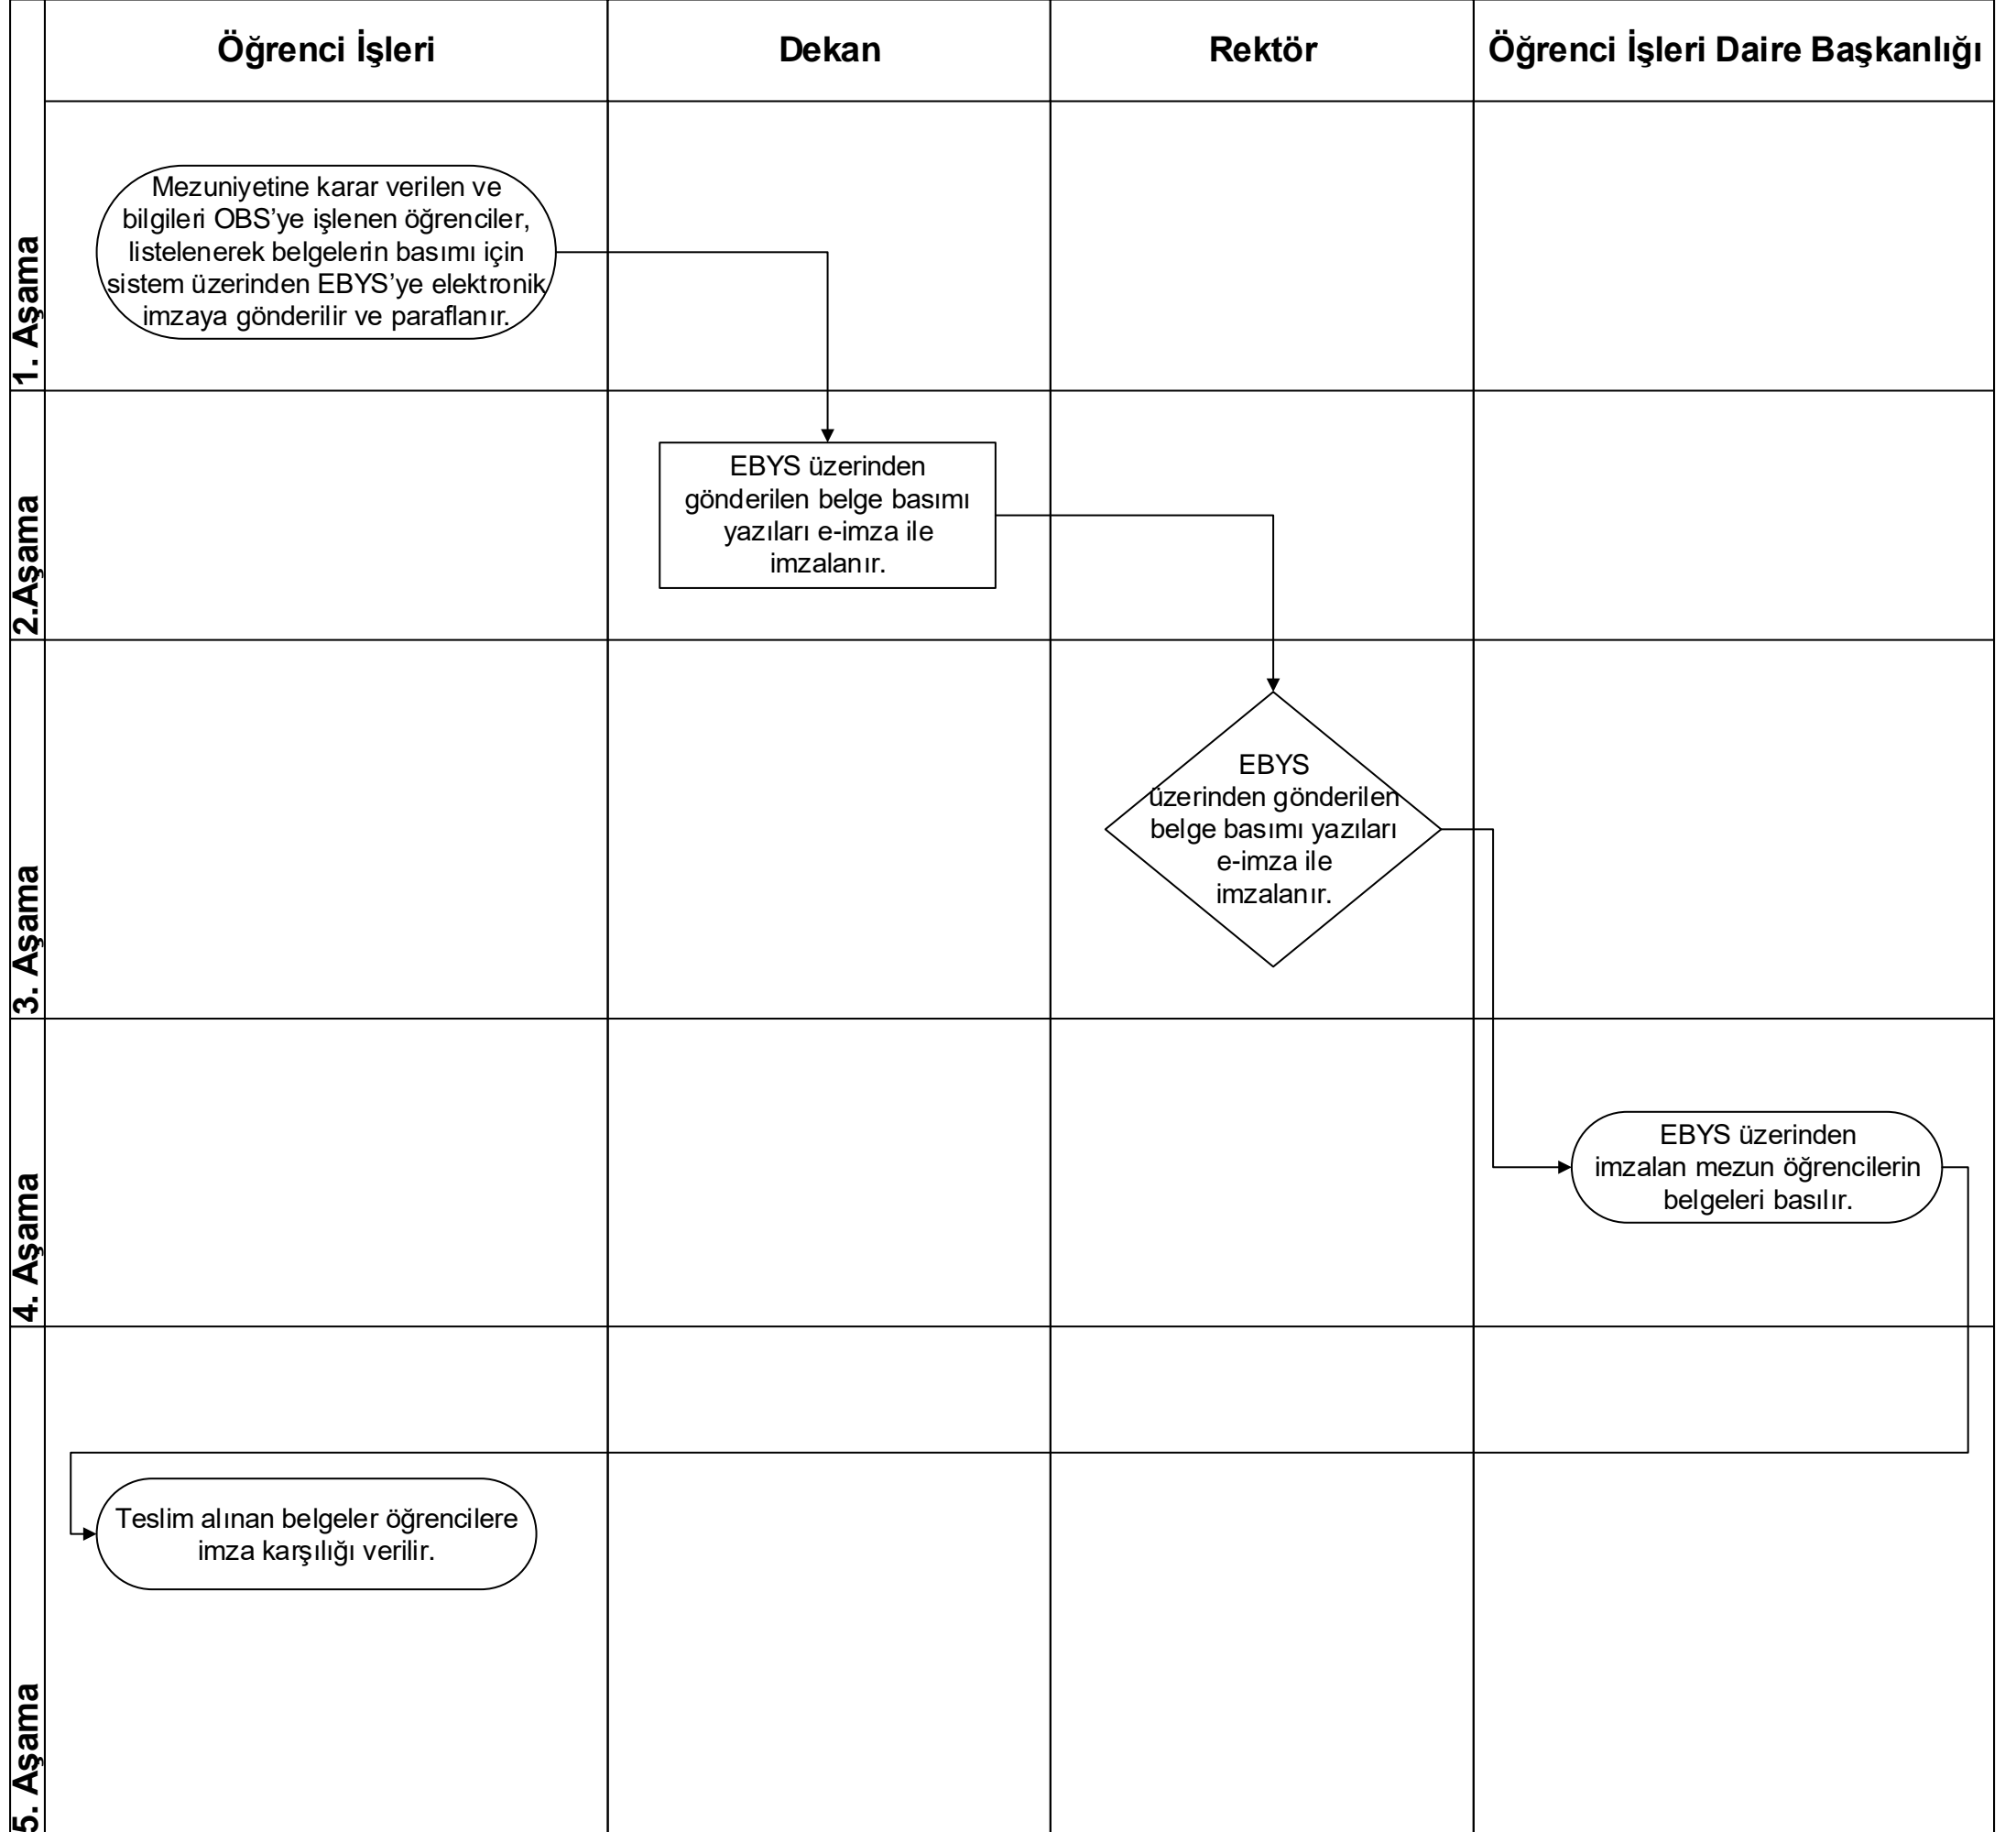 Öğrenci İşleri
Dekan
Rektör
Öğrenci İşleri Daire Başkanlığı
1. Aşama
Mezuniyetine karar verilen ve
bilgileri OBS’ye işlenen öğrenciler,
listelenerek belgelerin basımı için
sistem üzerinden EBYS’ye elektronik
imzaya gönderilir ve paraflanır.
2.Aşama
EBYS üzerinden
gönderilen belge basımı
yazıları e-imza ile
imzalanır.
3. Aşama
EBYS
üzerinden gönderilen
belge basımı yazıları
e-imza ile
imzalanır.
4. Aşama
EBYS üzerinden
imzalan mezun öğrencilerin
belgeleri basılır.
5. Aşama
Teslim alınan belgeler öğrencilere
imza karşılığı verilir.